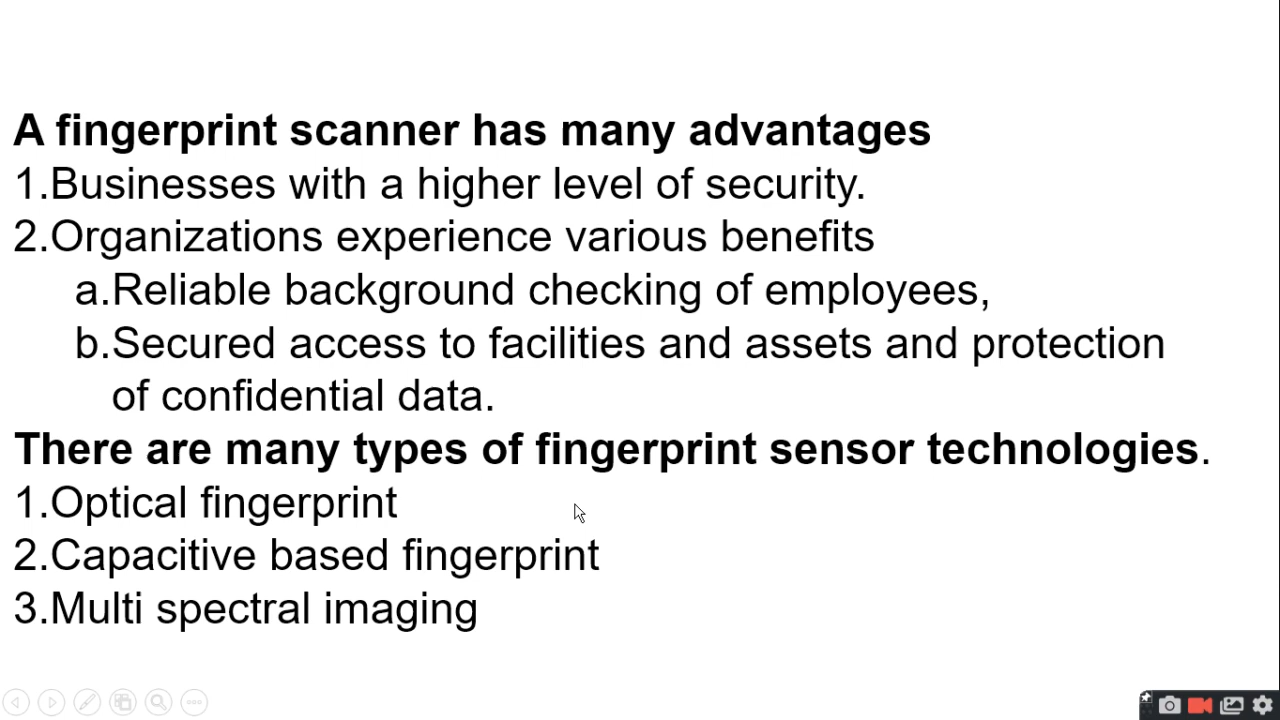 A fingerprint scanner has many advantages
1.Businesses with a higher level of security.
2.Organizations experience various benefits
a.Reliable background checking of employees,
b.Secured access to facilities and assets and protection
of confidential data.
There are many types of fingerprint sensor technologies.
1.Optical fingerprint
2.Capacitive based fingerprint
3.Multi spectral imaging